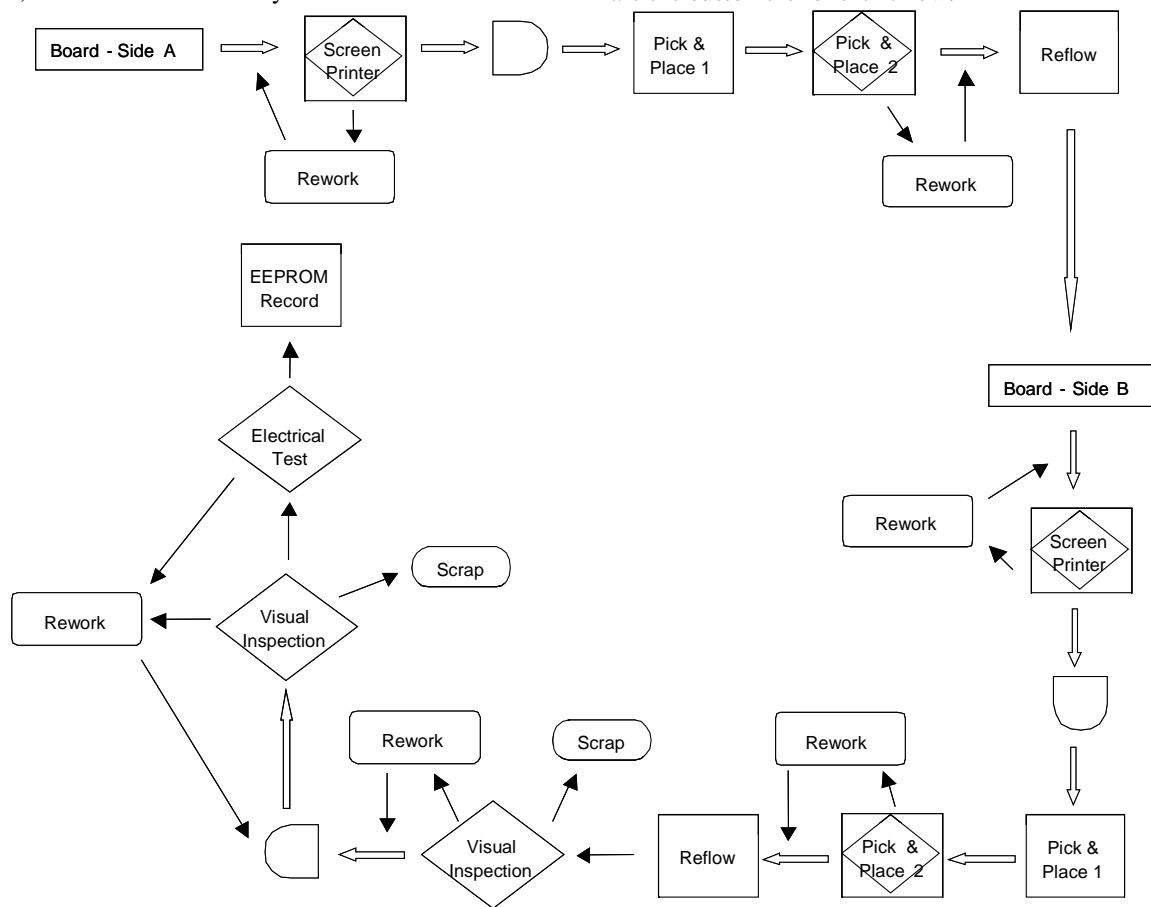 Board - Side A
Screen
Printer
Pick &
Place 1
Pick &
Place 2
Reflow
Rework
Rework
EEPROM
Record
Board - Side B
Electrical
Test
Rework
Screen
Printer
Scrap
Rework
Visual
Inspection
Rework
Scrap
Rework
Visual
Inspection
Reflow
Pick &
Place 2
Pick &
Place 1